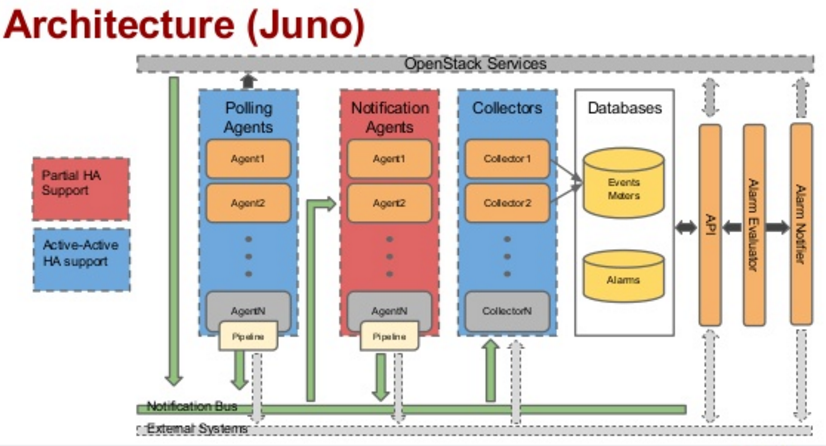 Architecture (Juno)
OpenStack Services
Partial HA
Support
Active-Active
HA support
Polling
Agents
Agent1
Agent2
AgentN
Pipeline
Notification
Agents
Agent1
Agent2
AgentN
Pipeline
Collectors
Collector1
Collector2
CollectorN
Databases
Events
Meters
Alarms
API
Alarm Evaluator
Alarm Notifier
Notification Bus
External Systems